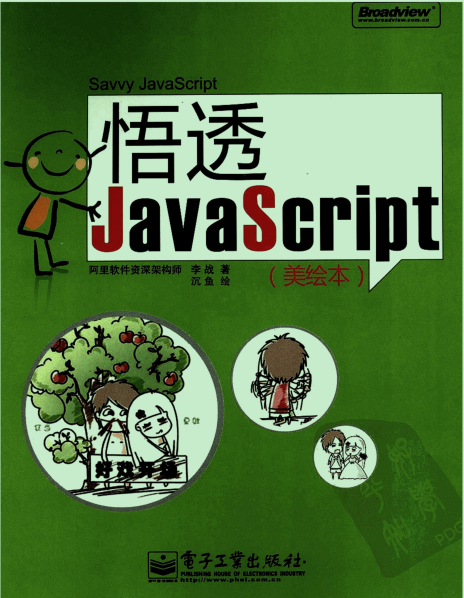 Broadview®
www.broadview.com.cn
Savvy JavaScript
悟透
JavaScript
阿里软件资深架构师 李战 著
沉鱼 绘
(美绘本)
好戏开场
電子工業出版社
PUBLISHING HOUSE OF ELECTRONICS INDUSTRY
http://www.phei.com.cn
PDG